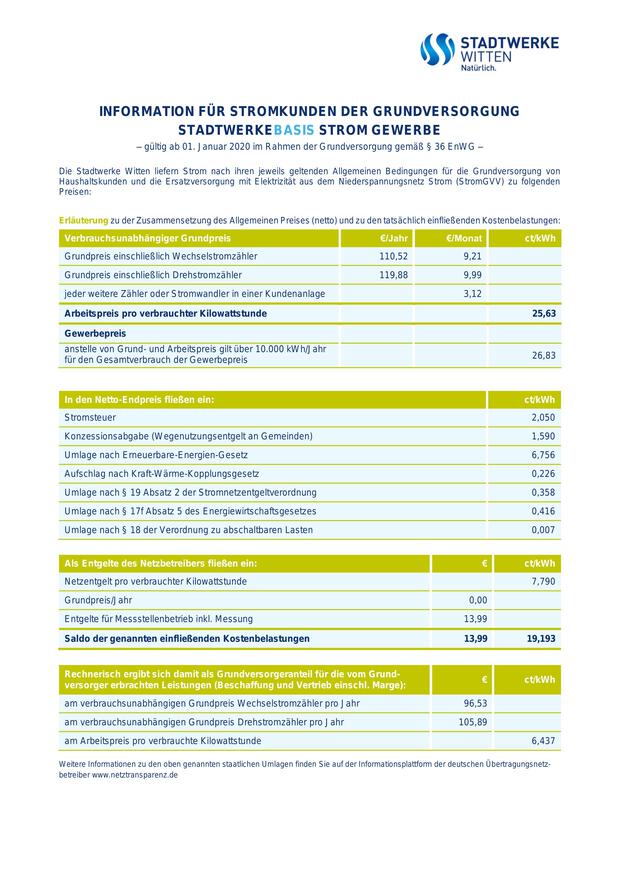 STADTWERKE
WITTEN
Natürlich.
INFORMATION FÜR STROMKUNDEN DER GRUNDVERSORGUNG
STADTWERKEBASIS STROM GEWERBE
– gültig ab 01. Januar 2020 im Rahmen der Grundversorgung gemäß § 36 EnWG –
Die Stadtwerke Witten liefern Strom nach ihren jeweils geltenden Allgemeinen Bedingungen für die Grundversorgung von
Haushaltskunden und die Ersatzversorgung mit Elektrizität aus dem Niederspannungsnetz Strom (StromGVV) zu folgenden
Preisen:
Erläuterung zu der Zusammensetzung des Allgemeinen Preises (netto) und zu den tatsächlich einfließenden Kostenbelastungen:
Verbrauchsunabhängiger Grundpreis €/Jahr €/Monat ct/kWh
Grundpreis einschließlich Wechselstromzähler 110,52 9,21
Grundpreis einschließlich Drehstromzähler 119,88 9,99
jeder weitere Zähler oder Stromwandler in einer Kundenanlage 3,12
Arbeitspreis pro verbrauchter Kilowattstunde 25,63
Gewerbepreis
anstelle von Grund- und Arbeitspreis gilt über 10.000 kWh/Jahr
für den Gesamtverbrauch der Gewerbepreis 26,83
In den Netto-Endpreis fließen ein: ct/kWh
Stromsteuer 2,050
Konzessionsabgabe (Wegenutzungsentgelt an Gemeinden) 1,590
Umlage nach Erneuerbare-Energien-Gesetz 6,756
Aufschlag nach Kraft-Wärme-Kopplungsgesetz 0,226
Umlage nach § 19 Absatz 2 der Stromnetzentgeltverordnung 0,358
Umlage nach § 17f Absatz 5 des Energiewirtschaftsgesetzes 0,416
Umlage nach § 18 der Verordnung zu abschaltbaren Lasten 0,007
Als Entgelte des Netzbetreibers fließen ein: € ct/kWh
Netzentgelt pro verbrauchter Kilowattstunde 7,790
Grundpreis/Jahr 0,00
Entgelte für Messstellenbetrieb inkl. Messung 13,99
Saldo der genannten einfließenden Kostenbelastungen 13,99 19,193
Rechnerisch ergibt sich damit als Grundversorgeranteil für die vom Grund-
versorger erbrachten Leistungen (Beschaffung und Vertrieb einschl. Marge): € ct/kWh
am verbrauchsunabhängigen Grundpreis Wechselstromzähler pro Jahr 96,53
am verbrauchsunabhängigen Grundpreis Drehstromzähler pro Jahr 105,89
am Arbeitspreis pro verbrauchte Kilowattstunde 6,437
Weitere Informationen zu den oben genannten staatlichen Umlagen finden Sie auf der Informationsplattform der deutschen Übertragungsnetz-
betreiber www.netztransparenz.de